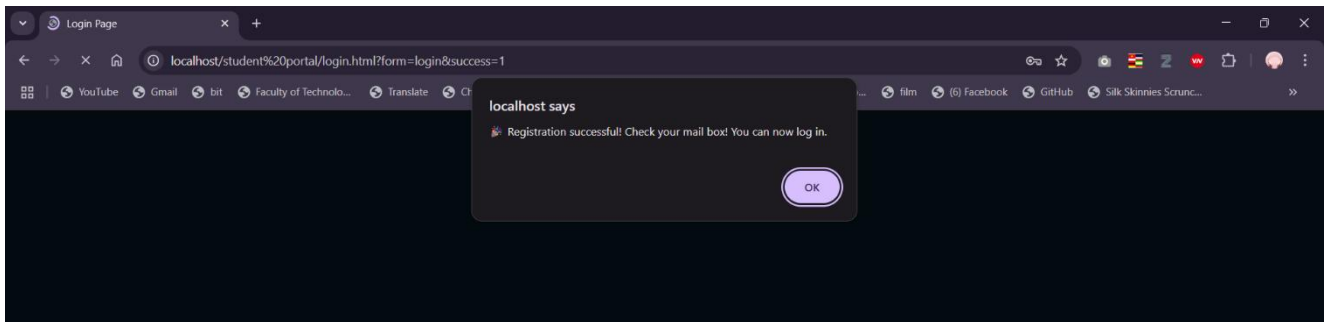 Login Page
localhost/student%20portal/login.html?form=login&success=1
YouTube Gmail bit Faculty of Technolo... Translate film (6) Facebook GitHub Silk Skinnies Scrunc...
localhost says
🎉 Registration successful! Check your mail box! You can now log in.
OK